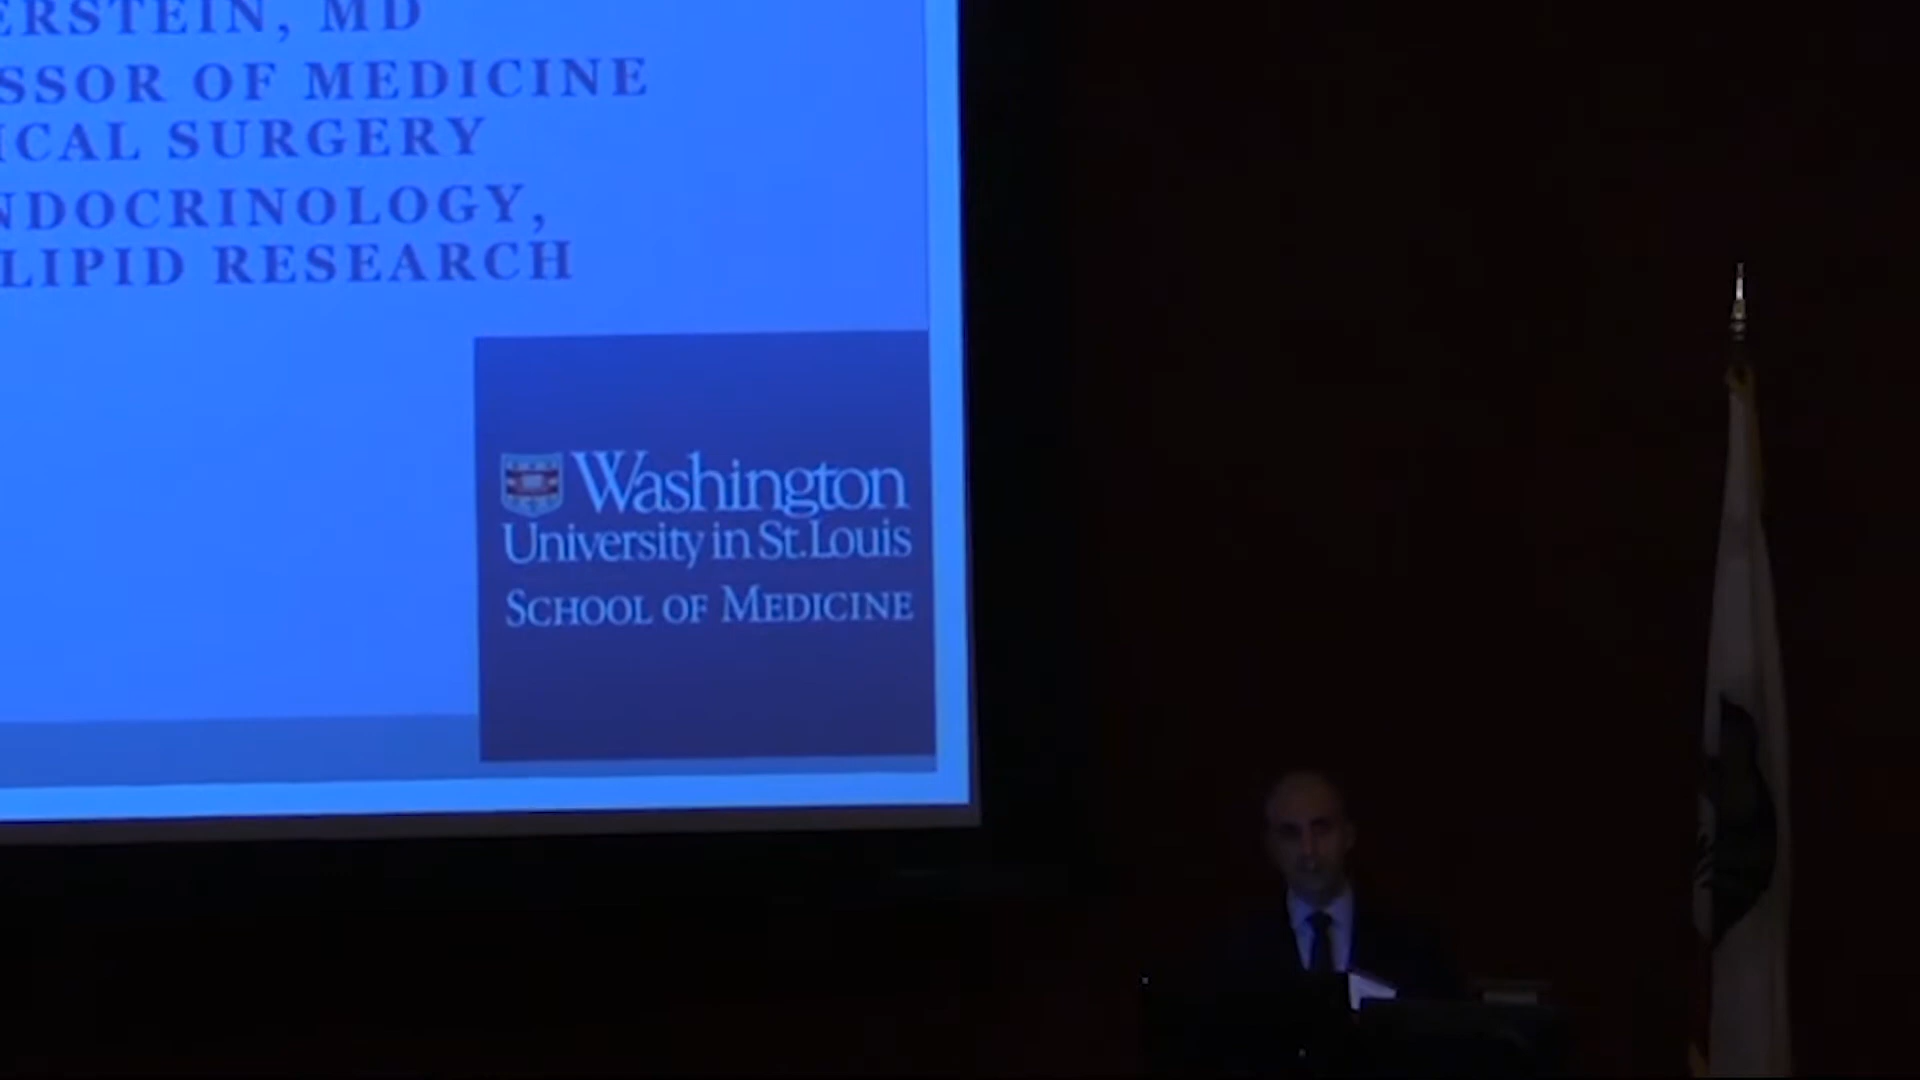 ERSTEIN, MD
SSOR OF MEDICINE
ICAL SURGERY
NDOCRINOLOGY,
LIPID RESEARCH
Washington
University in St. Louis
SCHOOL OF MEDICINE